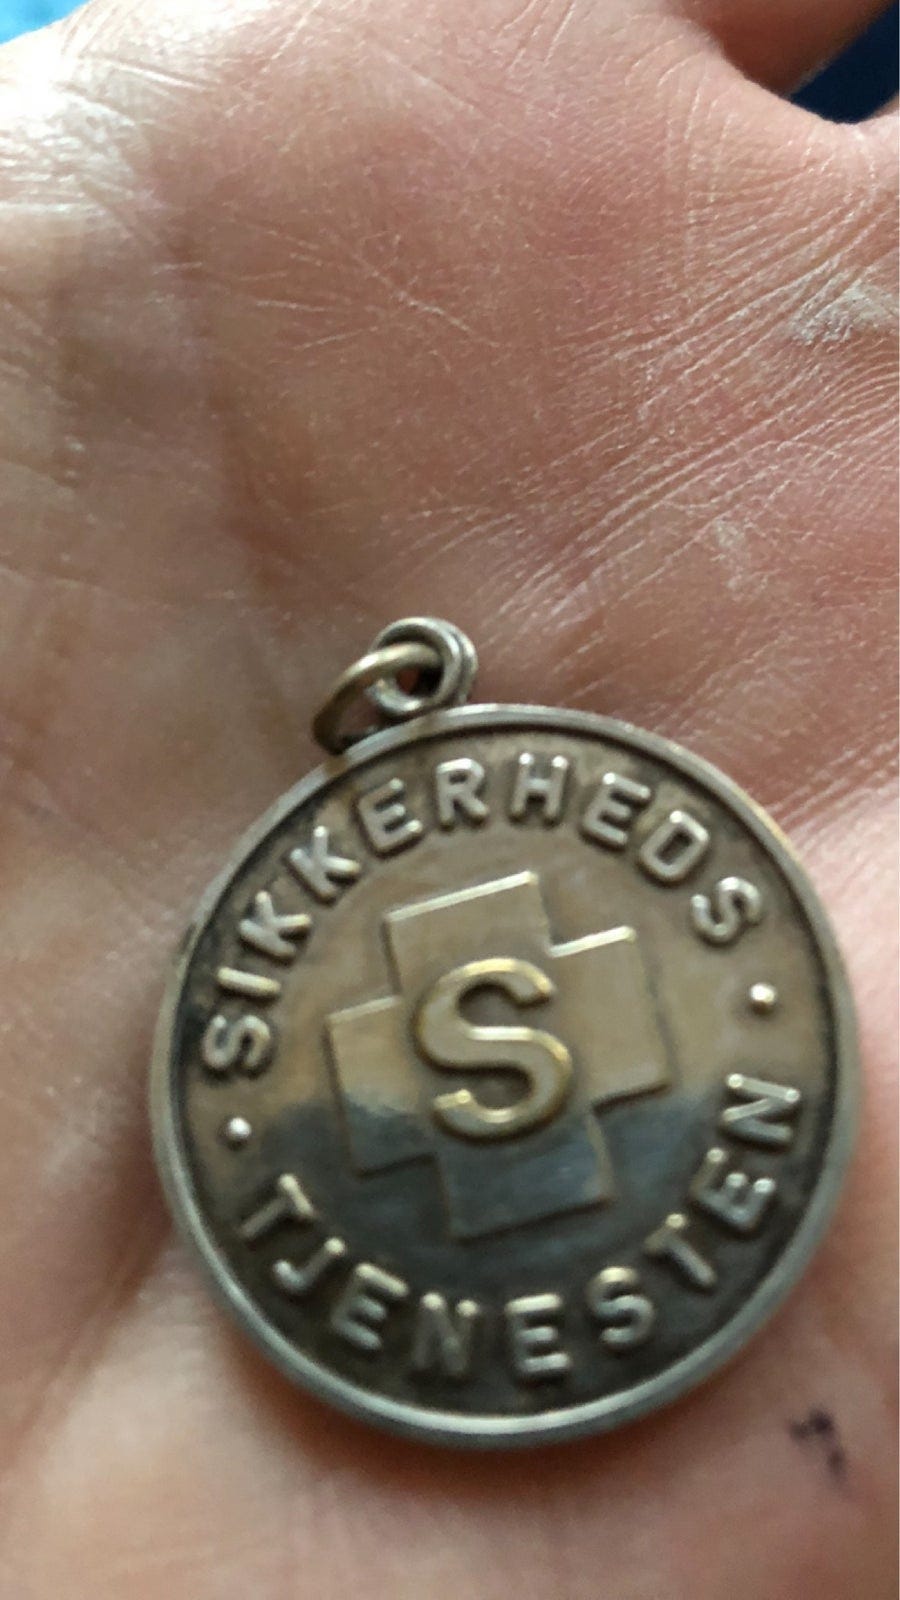 SIKKERHEDS
S
· TJENESTEN ·